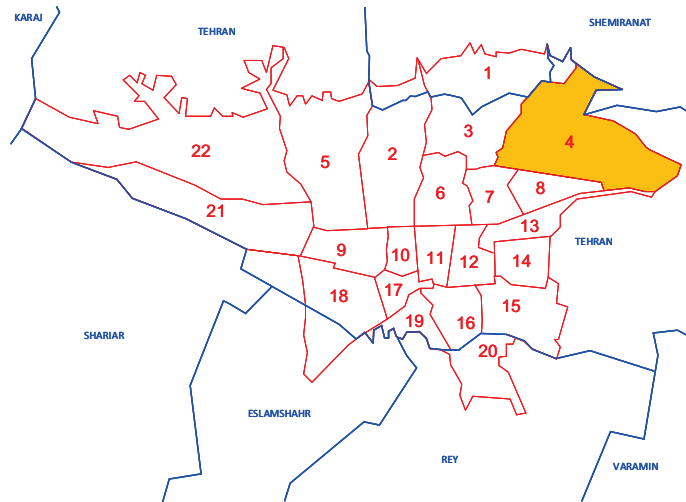 KARAJ
SHEMIRANAT
TEHRAN
1
3
4
22
5
2
8
6
7
21
13
9
10
11
12
14
TEHRAN
18
17
15
19
16
SHARIAR
20
ESLAMSHAHR
REY
VARAMIN